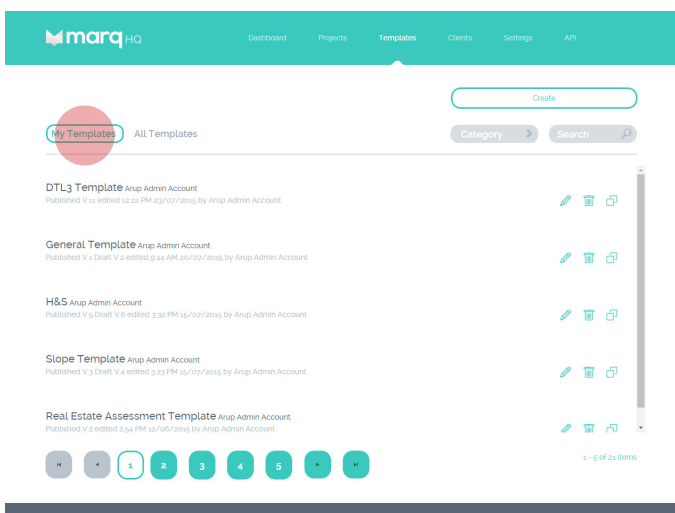 marq HQ
Dashboard Projects Templates Clients Settings API
Create
My Templates All Templates Category Search
DTL3 Template Arup Admin Account
Published V.11 edited 12:22 PM 23/07/2015 by Arup Admin Account
General Template Arup Admin Account
Published V.1 Draft V.2 edited 9:44 AM 20/07/2015 by Arup Admin Account
H&S Arup Admin Account
Published V.5 Draft V.6 edited 3:32 PM 15/07/2015 by Arup Admin Account
Slope Template Arup Admin Account
Published V.3 Draft V.4 edited 3:23 PM 15/07/2015 by Arup Admin Account
Real Estate Assessment Template Arup Admin Account
Published V.2 edited 2:54 PM 12/06/2015 by Arup Admin Account
1 2 3 4 5
1 - 5 of 21 items